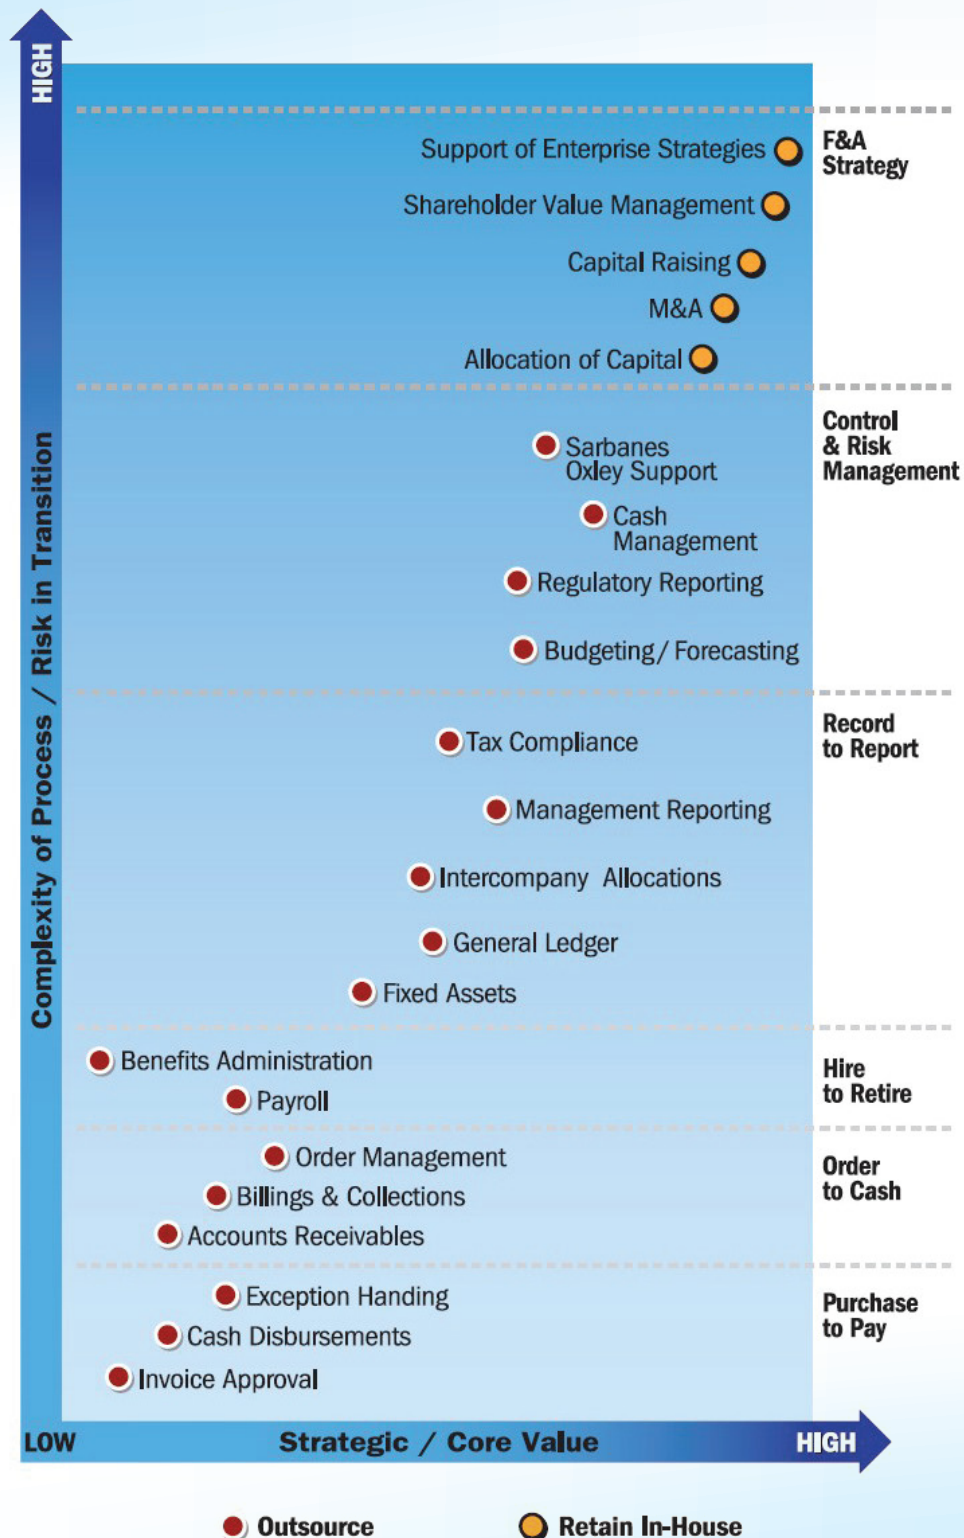 HIGH
Support of Enterprise Strategies
F&A
Strategy
Shareholder Value Management
Capital Raising
M&A
Allocation of Capital
Control
& Risk
Management
Sarbanes
Oxley Support
Cash
Management
Regulatory Reporting
Budgeting/ Forecasting
Record
to Report
Tax Compliance
Management Reporting
Intercompany Allocations
General Ledger
Fixed Assets
Hire
to Retire
Benefits Administration
Payroll
Order
to Cash
Order Management
Billings & Collections
Accounts Receivables
Purchase
to Pay
Exception Handing
Cash Disbursements
Invoice Approval
Complexity of Process / Risk in Transition
LOW
Strategic / Core Value
HIGH
Outsource
Retain In-House